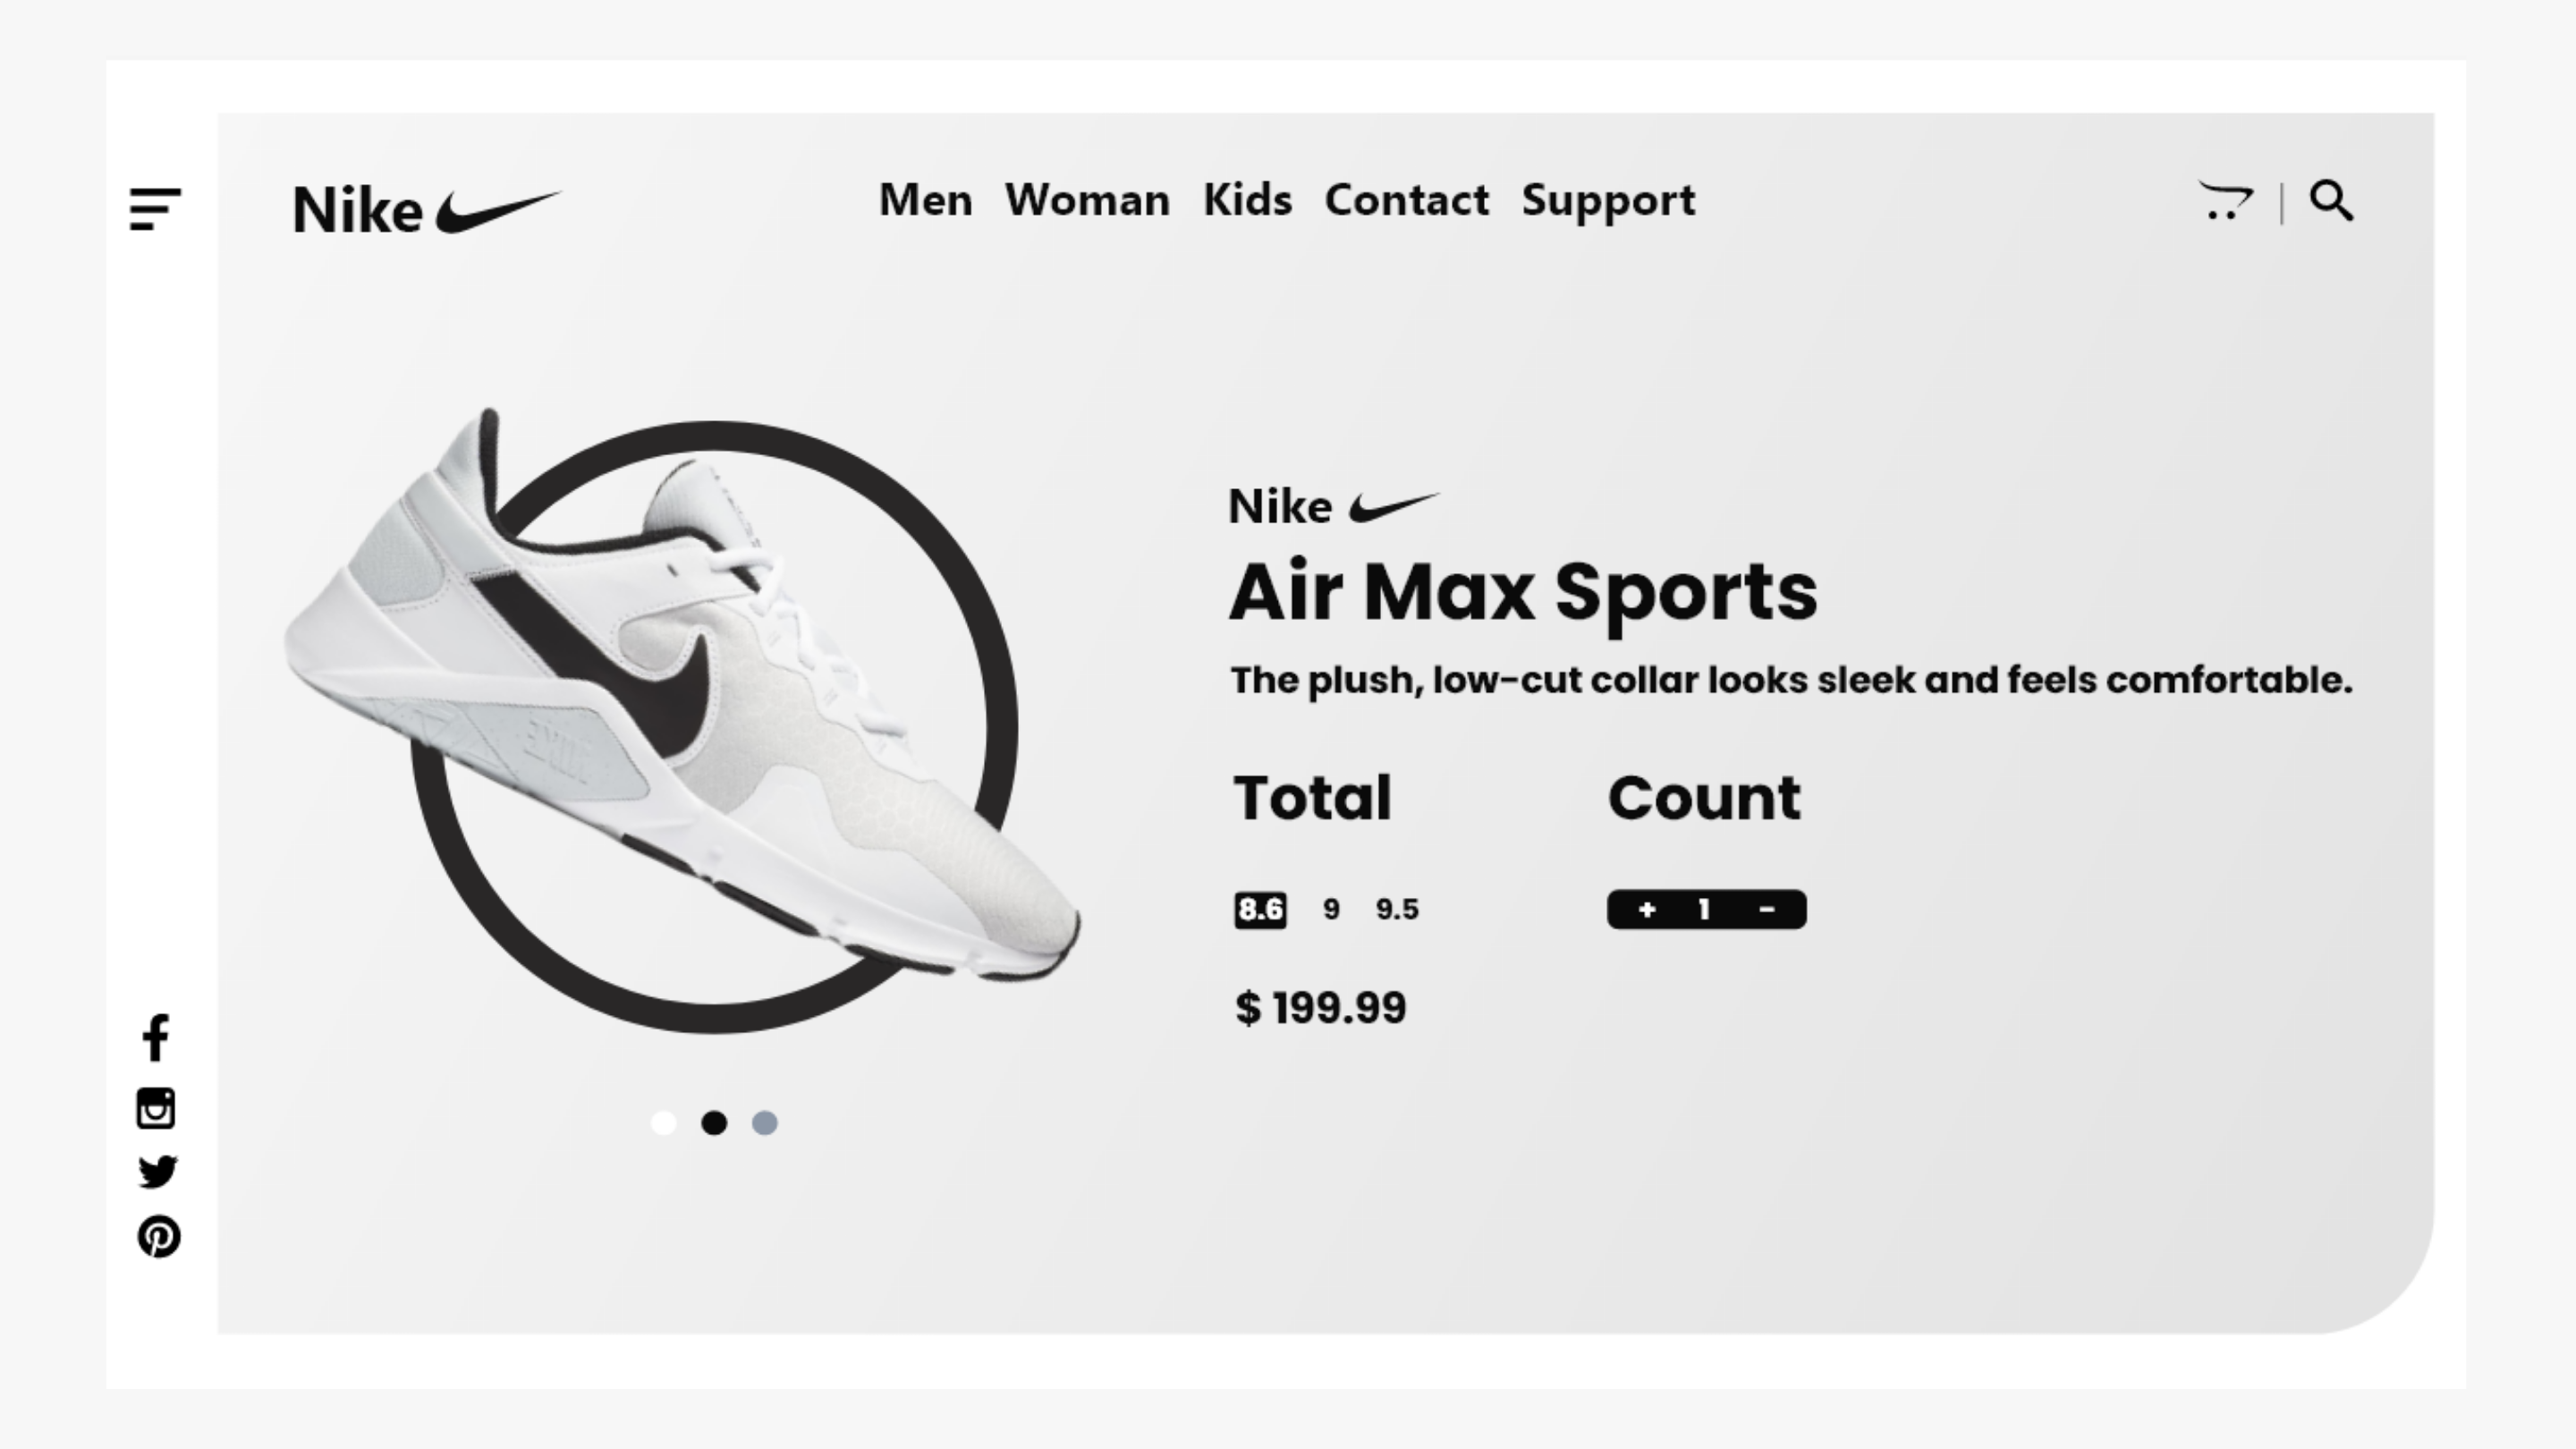 Nike
Men Woman Kids Contact Support
Nike
Air Max Sports
The plush, low-cut collar looks sleek and feels comfortable.
Total Count
8.6 9 9.5 + 1 -
$ 199.99
NIKE